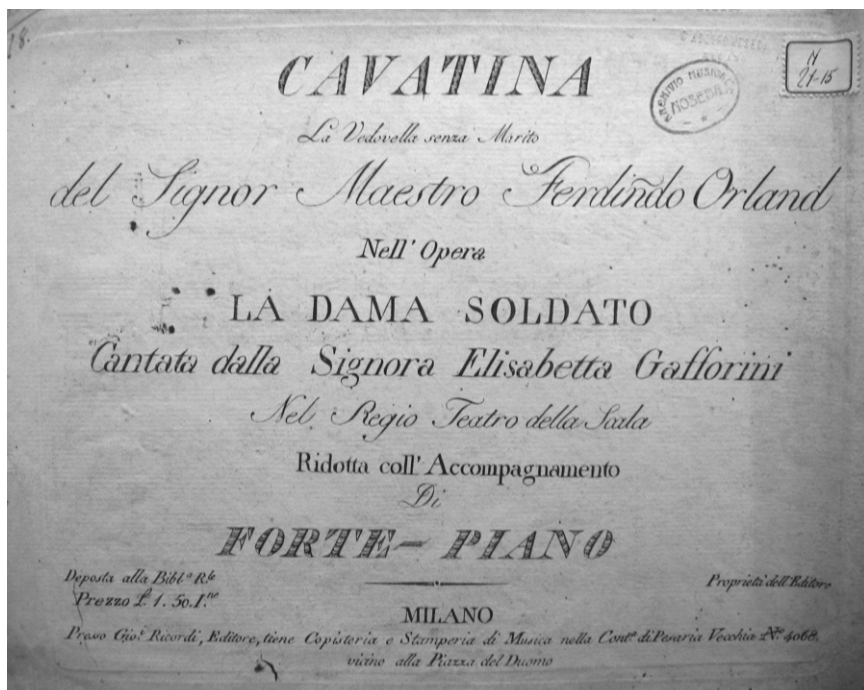 18.
N
21-15
ARCHIVIO MUSICALE
NOSEDA
CAVATINA
La Vedovella senza Marito
del Signor Maestro Ferdiñdo Orland
Nell' Opera
LA DAMA SOLDATO
Cantata dalla Signora Elisabetta Gafforini
Nel Regio Teatro della Scala
Ridotta coll' Accompagnamento
Di
FORTE-PIANO
Deposta alla Bibl.ª R.le
Prezzo £. 1. 50. I.ne
Proprietà dell'Editore
MILANO
Presso Gio.ⁱ Ricordi, Editore, tiene Copisteria e Stamperia di Musica nella Cont.ª di Pesaria Vecchia N.º 4068.
vicino alla Piazza del Duomo